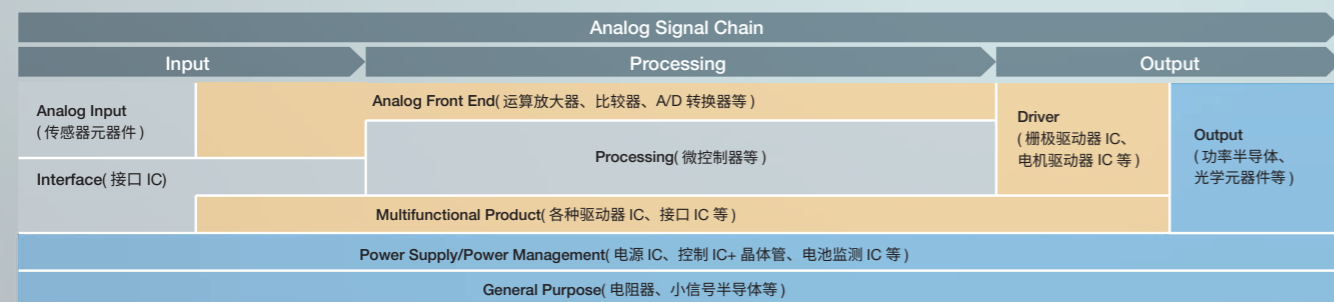 Analog Signal Chain
Input
Processing
Output
Analog Input
(传感器元器件)
Analog Front End(运算放大器、比较器、A/D 转换器等)
Processing(微控制器等)
Driver
(栅极驱动器 IC、
电机驱动器 IC 等)
Output
(功率半导体、
光学元器件等)
Interface(接口 IC)
Multifunctional Product(各种驱动器 IC、接口 IC 等)
Power Supply/Power Management(电源 IC、控制 IC+ 晶体管、电池监测 IC 等)
General Purpose(电阻器、小信号半导体等)